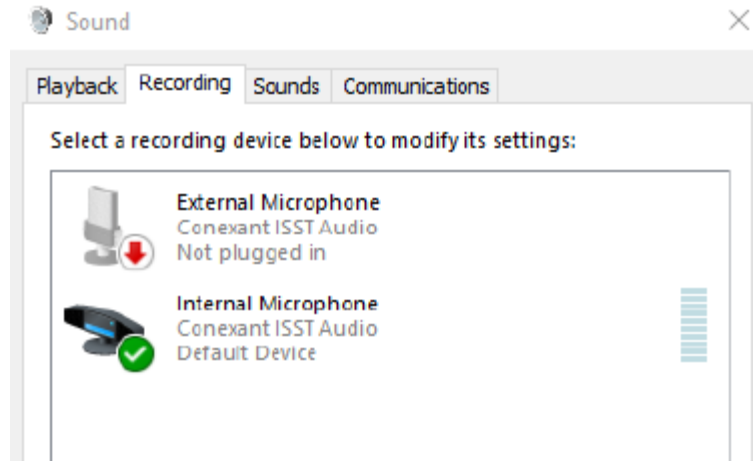 Sound
Playback Recording Sounds Communications
Select a recording device below to modify its settings:
External Microphone
Conexant ISST Audio
Not plugged in
Internal Microphone
Conexant ISST Audio
Default Device